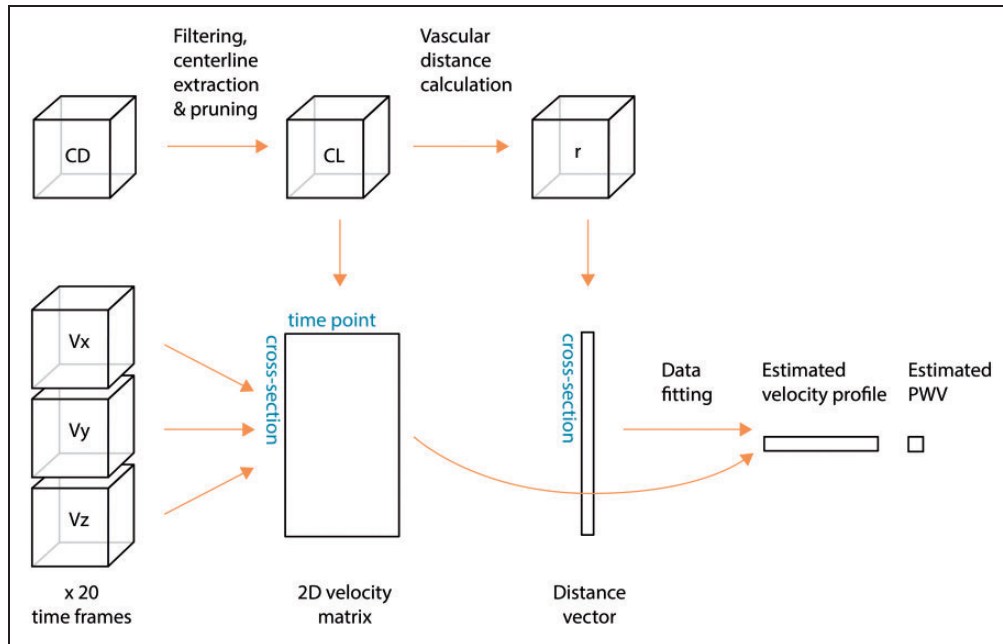 Filtering,
centerline
extraction
& pruning
Vascular
distance
calculation
CD
CL
r
Vx
Vy
Vz
time point
cross-section
cross-section
Data
fitting
Estimated
velocity profile
Estimated
PWV
x 20
time frames
2D velocity
matrix
Distance
vector